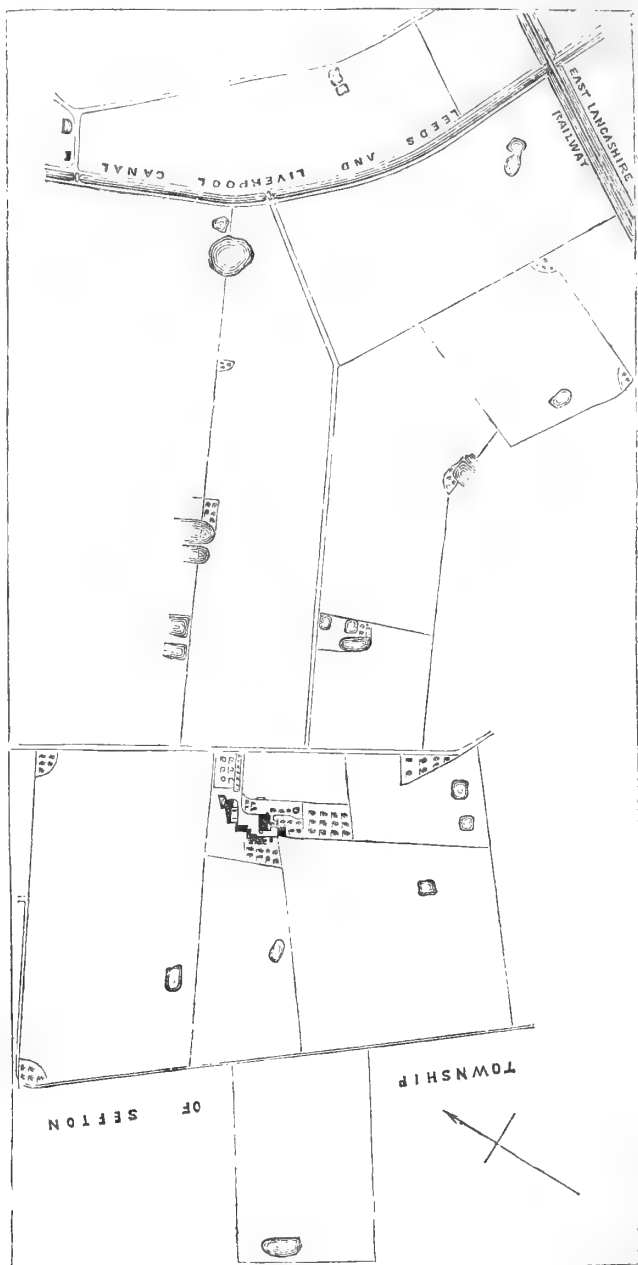 EAST LANCASHIRE
RAILWAY
LEEDS AND LIVERPOOL CANAL
TOWNSHIP
OF SEFTON